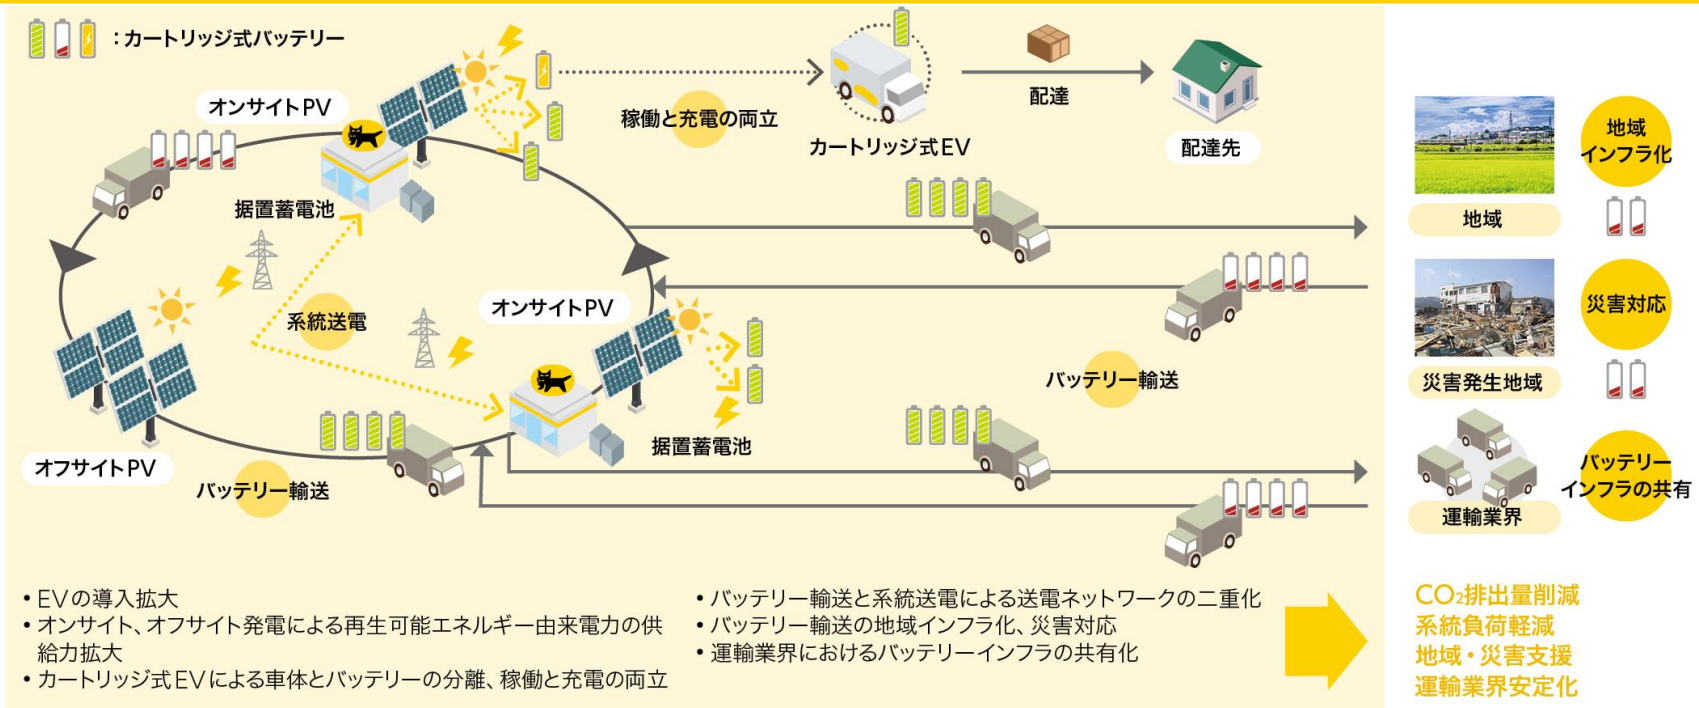 ：カートリッジ式バッテリー
オンサイトPV
据置蓄電池
稼働と充電の両立
カートリッジ式EV
配達
配達先
系統送電
オンサイトPV
据置蓄電池
オフサイトPV
バッテリー輸送
バッテリー輸送
地域
地域
インフラ化
災害発生地域
災害対応
運輸業界
バッテリー
インフラの共有
• EVの導入拡大
• オンサイト、オフサイト発電による再生可能エネルギー由来電力の供
給力拡大
• カートリッジ式EVによる車体とバッテリーの分離、稼働と充電の両立
• バッテリー輸送と系統送電による送電ネットワークの二重化
• バッテリー輸送の地域インフラ化、災害対応
• 運輸業界におけるバッテリーインフラの共有化
CO₂排出量削減
系統負荷軽減
地域・災害支援
運輸業界安定化